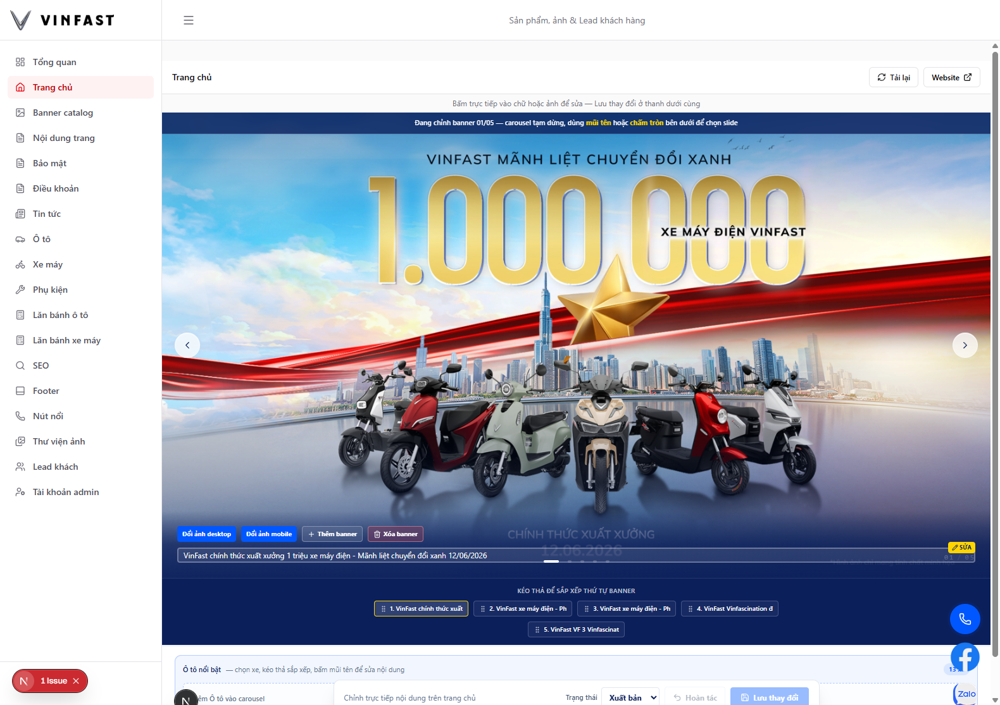 VINFAST
Sản phẩm, ảnh & Lead khách hàng
Tổng quan
Trang chủ
Banner catalog
Nội dung trang
Bảo mật
Điều khoản
Tin tức
Ô tô
Xe máy
Phụ kiện
Lăn bánh ô tô
Lăn bánh xe máy
SEO
Footer
Nút nổi
Thư viện ảnh
Lead khách
Tài khoản admin
N 1 Issue
Trang chủ
Tải lại
Website
Bấm trực tiếp vào chữ hoặc ảnh để sửa — Lưu thay đổi ở thanh dưới cùng
Đang chỉnh banner 01/05 — carousel tạm dừng, dùng mũi tên hoặc chấm tròn bên dưới để chọn slide
VINFAST MÃNH LIỆT CHUYỂN ĐỔI XANH
1.000.000
XE MÁY ĐIỆN VINFAST
Đổi ảnh desktop
Đổi ảnh mobile
Thêm banner
Xóa banner
CHÍNH THỨC XUẤT XƯỞNG
12.06.2026
SỬA
VinFast chính thức xuất xưởng 1 triệu xe máy điện - Mãnh liệt chuyển đổi xanh 12/06/2026
01 / 05
KÉO THẢ ĐỂ SẮP XẾP THỨ TỰ BANNER
1. VinFast chính thức xuất
2. VinFast xe máy điện - Ph
3. VinFast xe máy điện - Ph
4. VinFast Vinfascination đ
5. VinFast VF 3 Vinfascinat
Ô tô nổi bật — chọn xe, kéo thả sắp xếp, bấm mũi tên để sửa nội dung
13
N
Ô tô vào carousel
Chỉnh trực tiếp nội dung trên trang chủ
Trạng thái
Xuất bản
Hoàn tác
Lưu thay đổi
Zalo